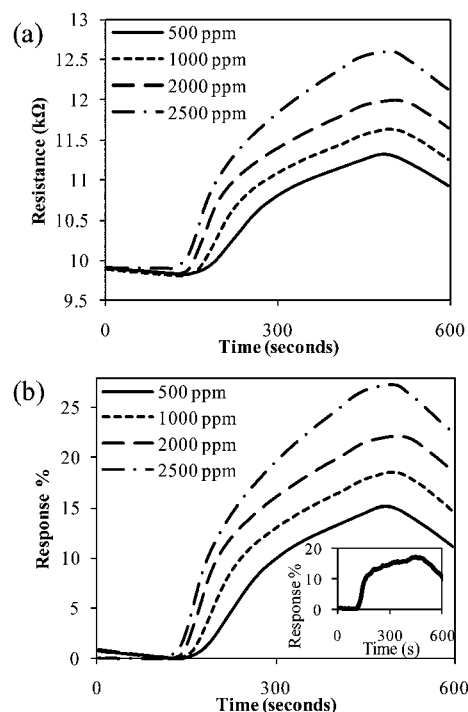 (a)
500 ppm
1000 ppm
2000 ppm
2500 ppm
13
12.5
12
11.5
11
10.5
10
9.5
Resistance (kΩ)
0
300
600
Time (seconds)
(b)
500 ppm
1000 ppm
2000 ppm
2500 ppm
25
20
15
10
5
0
Response %
0
300
600
Time (seconds)
20
10
0
Response %
0
300
600
Time (s)